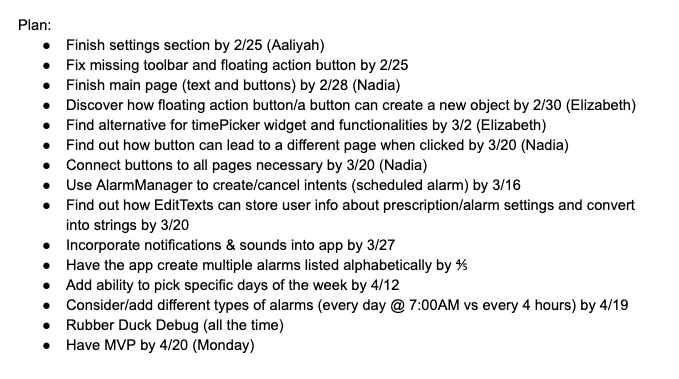 Plan:
● Finish settings section by 2/25 (Aaliyah)
● Fix missing toolbar and floating action button by 2/25
● Finish main page (text and buttons) by 2/28 (Nadia)
● Discover how floating action button/a button can create a new object by 2/30 (Elizabeth)
● Find alternative for timePicker widget and functionalities by 3/2 (Elizabeth)
● Find out how button can lead to a different page when clicked by 3/20 (Nadia)
● Connect buttons to all pages necessary by 3/20 (Nadia)
● Use AlarmManager to create/cancel intents (scheduled alarm) by 3/16
● Find out how EditTexts can store user info about prescription/alarm settings and convert
into strings by 3/20
● Incorporate notifications & sounds into app by 3/27
● Have the app create multiple alarms listed alphabetically by ⅘
● Add ability to pick specific days of the week by 4/12
● Consider/add different types of alarms (every day @ 7:00AM vs every 4 hours) by 4/19
● Rubber Duck Debug (all the time)
● Have MVP by 4/20 (Monday)